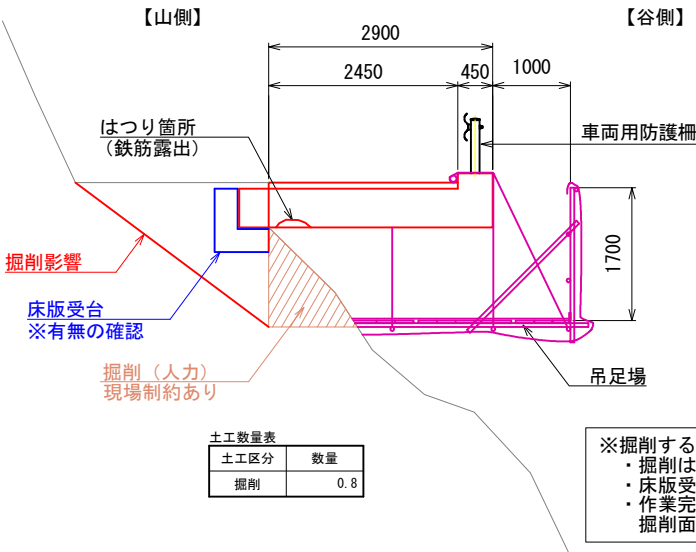 【山側】
【谷側】
2900
2450
450
1000
はつり箇所
(鉄筋露出)
車両用防護柵
1700
掘削影響
床版受台
※有無の確認
掘削（人力）
現場制約あり
吊足場
土工数量表
土工区分 数量
掘削 0.8
※掘削する
・掘削は
・床版受
・作業完
掘削面